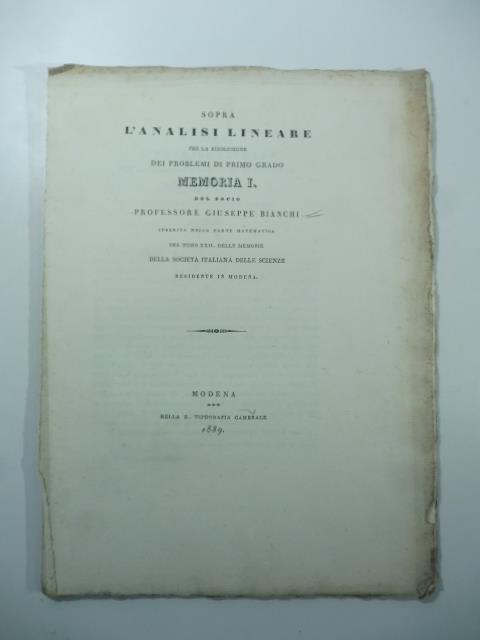 SOPRA
L'ANALISI LINEARE
PER LA RISOLUZIONE
DEI PROBLEMI DI PRIMO GRADO
MEMORIA I.
DEL SOCIO
PROFESSORE GIUSEPPE BIANCHI
INSERITA NELLA PARTE MATEMATICA
DEL TOMO XXII. DELLE MEMORIE
DELLA SOCIETÀ ITALIANA DELLE SCIENZE
RESIDENTE IN MODENA.
MODENA
DELLA R. TIPOGRAFIA CAMERALE
1839.